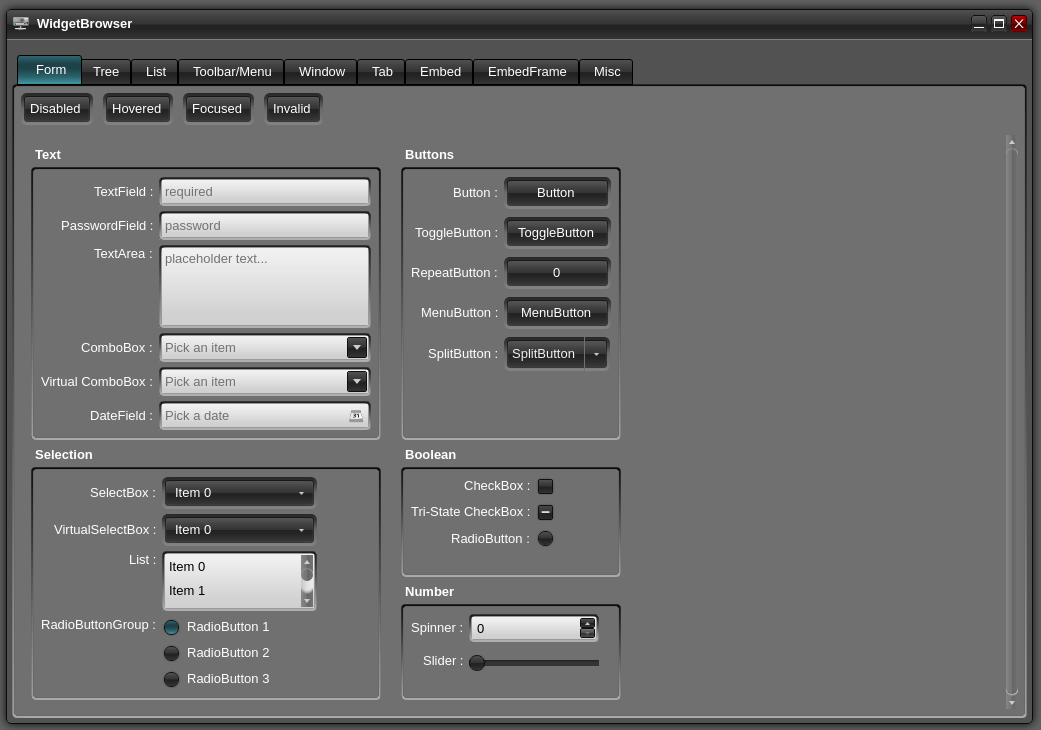 WidgetBrowser
Form Tree List Toolbar/Menu Window Tab Embed EmbedFrame Misc
Disabled Hovered Focused Invalid
Text
TextField : required
PasswordField : password
TextArea : placeholder text...
ComboBox : Pick an item
Virtual ComboBox : Pick an item
DateField : Pick a date 31
Buttons
Button : Button
ToggleButton : ToggleButton
RepeatButton : 0
MenuButton : MenuButton
SplitButton : SplitButton
Selection
SelectBox : Item 0
VirtualSelectBox : Item 0
List : Item 0
Item 1
RadioButtonGroup : RadioButton 1
RadioButton 2
RadioButton 3
Boolean
CheckBox :
Tri-State CheckBox :
RadioButton :
Number
Spinner : 0
Slider :